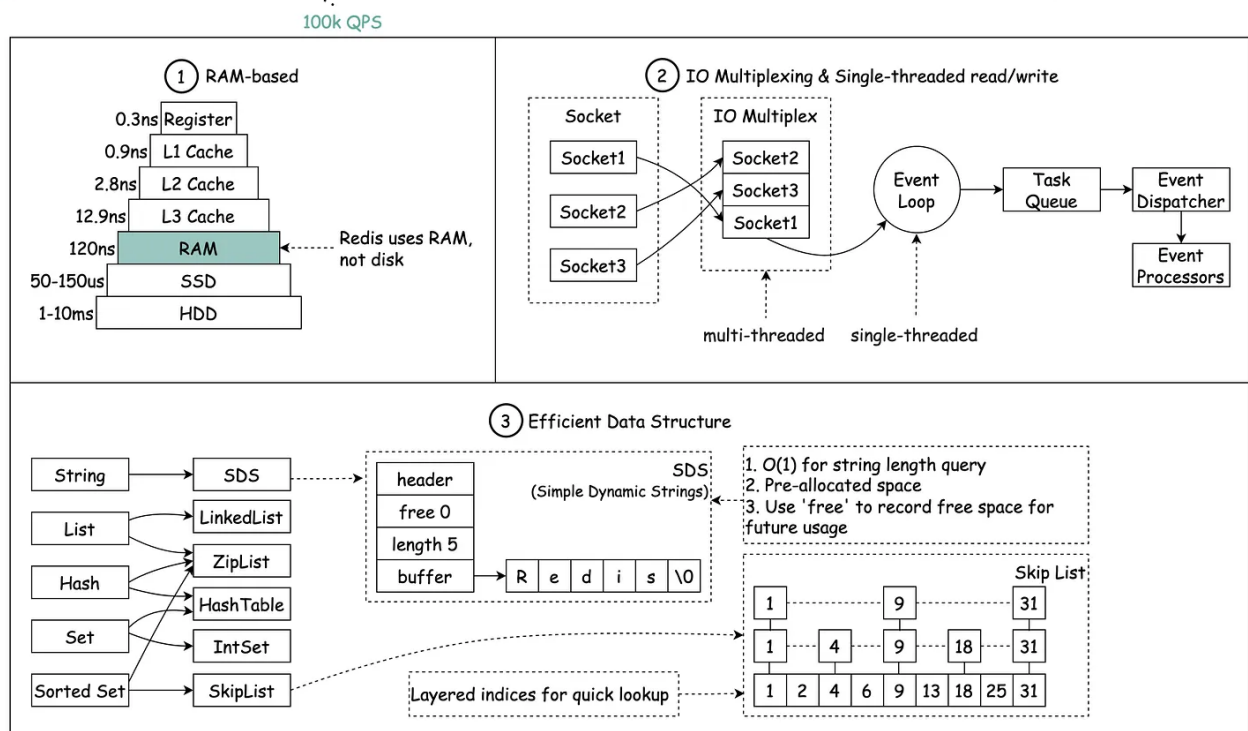 100k QPS
1 RAM-based
0.3ns Register
0.9ns L1 Cache
2.8ns L2 Cache
12.9ns L3 Cache
120ns RAM
50-150us SSD
1-10ms HDD
Redis uses RAM,
not disk
2 IO Multiplexing & Single-threaded read/write
Socket
Socket1
Socket2
Socket3
IO Multiplex
Socket2
Socket3
Socket1
multi-threaded
Event
Loop
single-threaded
Task
Queue
Event
Dispatcher
Event
Processors
3 Efficient Data Structure
String
List
Hash
Set
Sorted Set
SDS
LinkedList
ZipList
HashTable
IntSet
SkipList
header
free 0
length 5
buffer
R e d i s \0
SDS
(Simple Dynamic Strings)
1. O(1) for string length query
2. Pre-allocated space
3. Use 'free' to record free space for
future usage
Layered indices for quick lookup
Skip List
1 9 31
1 4 9 18 31
1 2 4 6 9 13 18 25 31